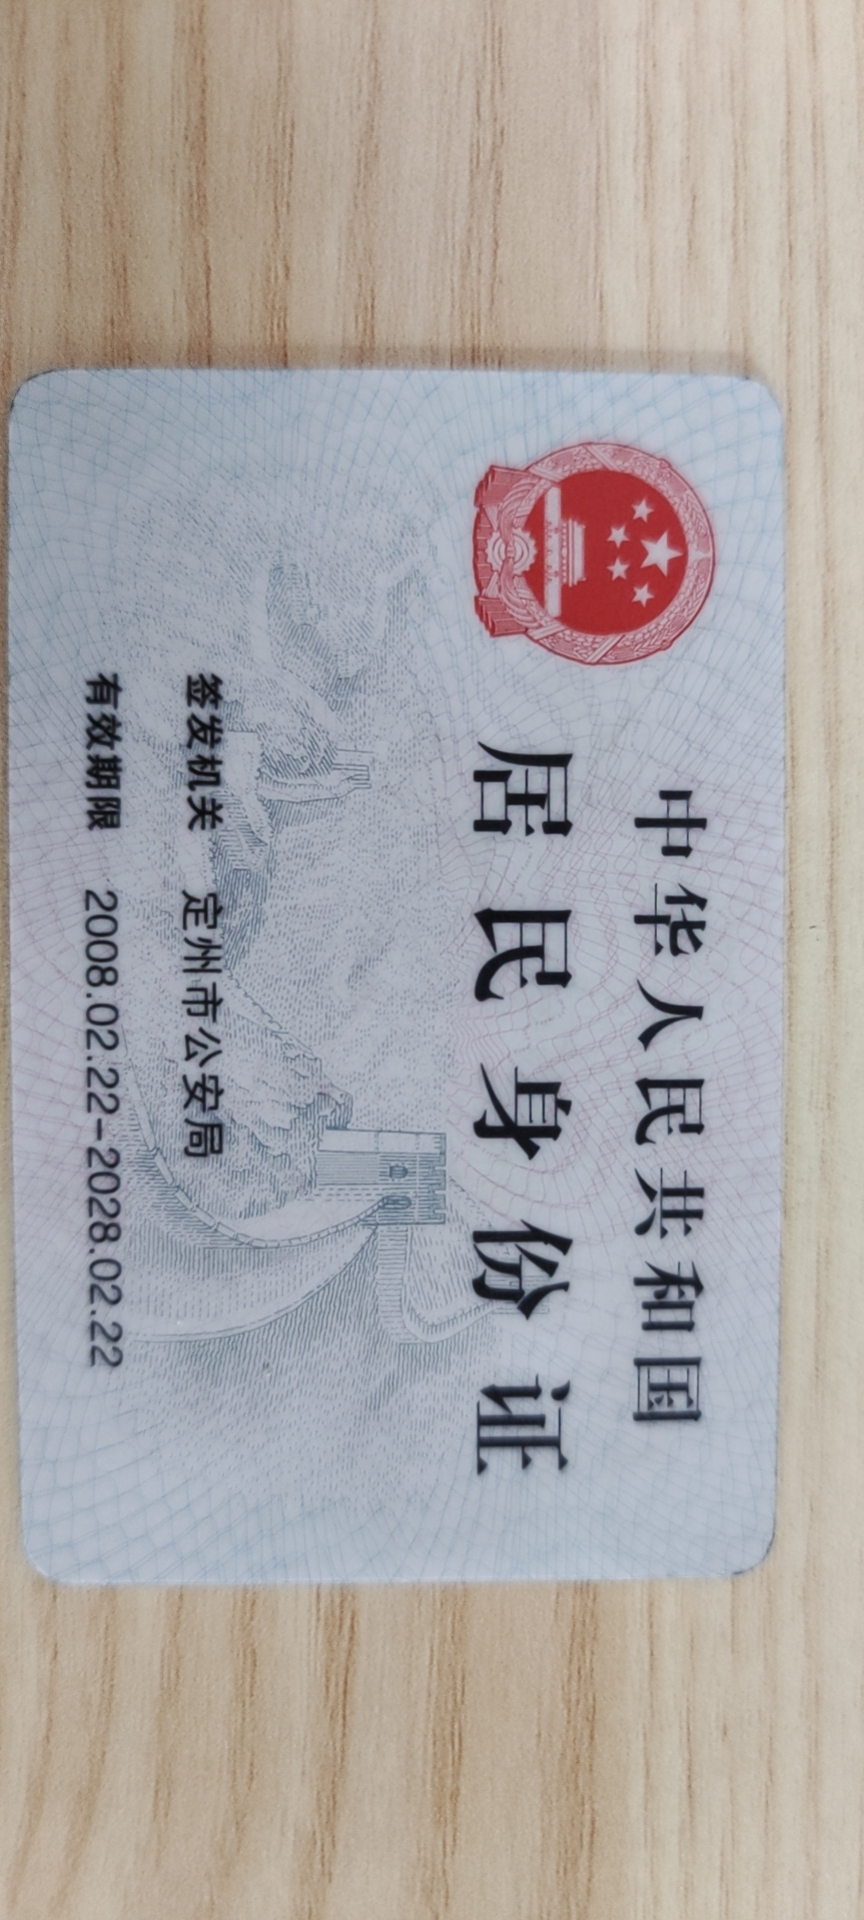 中华人民共和国
居民身份证
签发机关 定州市公安局
有效期限 2008.02.22-2028.02.22